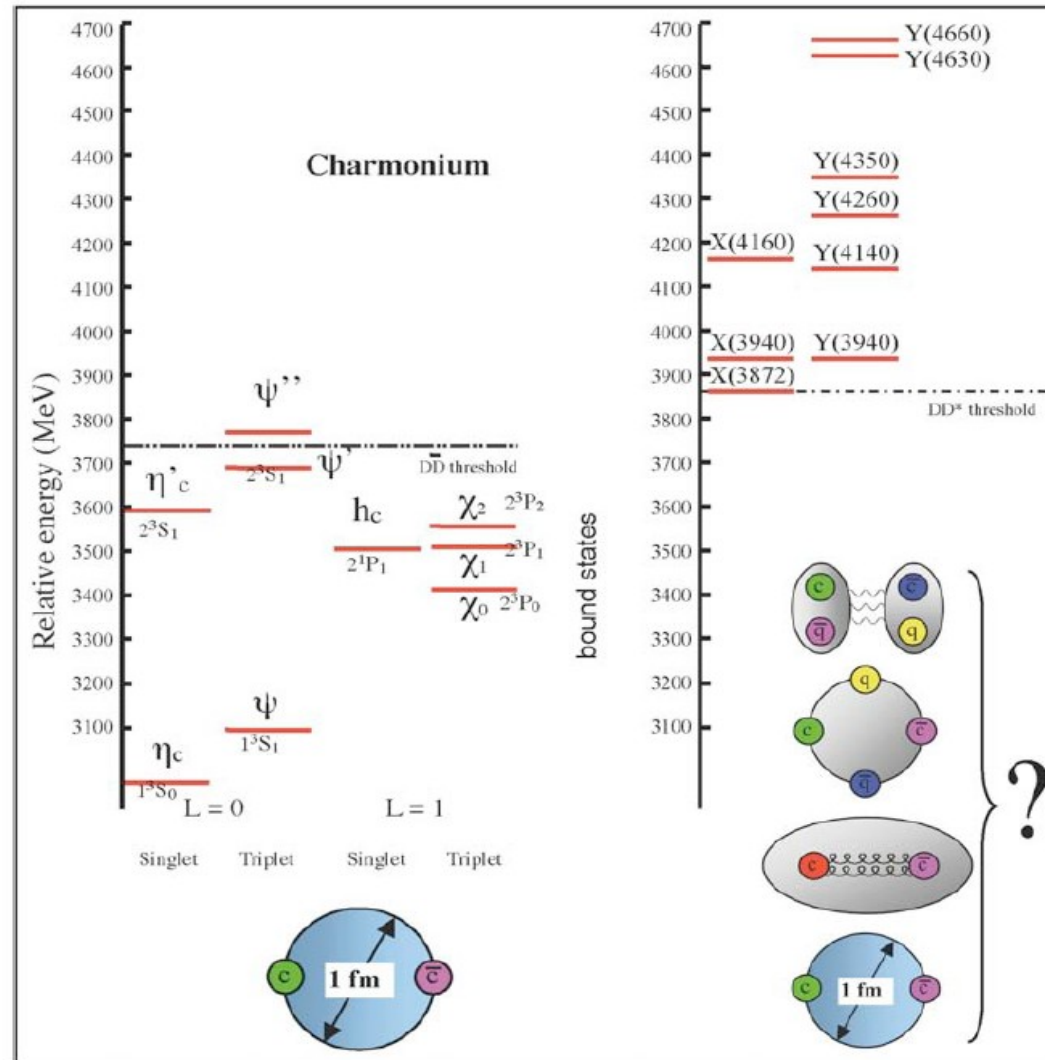 4700
4600
4500
4400
4300
4200
4100
4000
3900
3800
3700
3600
3500
3400
3300
3200
3100
Relative energy (MeV)
Charmonium
ψ’’
ψ'
2³S₁
D̄D threshold
η'c
2³S₁
hc
2¹P₁
χ₂ 2³P₂
2³P₁
χ₁
χ₀ 2³P₀
ψ
1³S₁
ηc
1³S₀
L = 0 L = 1
Singlet Triplet Singlet Triplet
c 1 fm c̄
bound states
4700
4600
4500
4400
4300
4200
4100
4000
3900
3800
3700
3600
3500
3400
3300
3200
3100
Y(4660)
Y(4630)
Y(4350)
Y(4260)
X(4160) Y(4140)
X(3940) Y(3940)
X(3872)
DD* threshold
c c̄
q̄ q
q
c c̄
q̄
c c̄
c 1 fm c̄
?